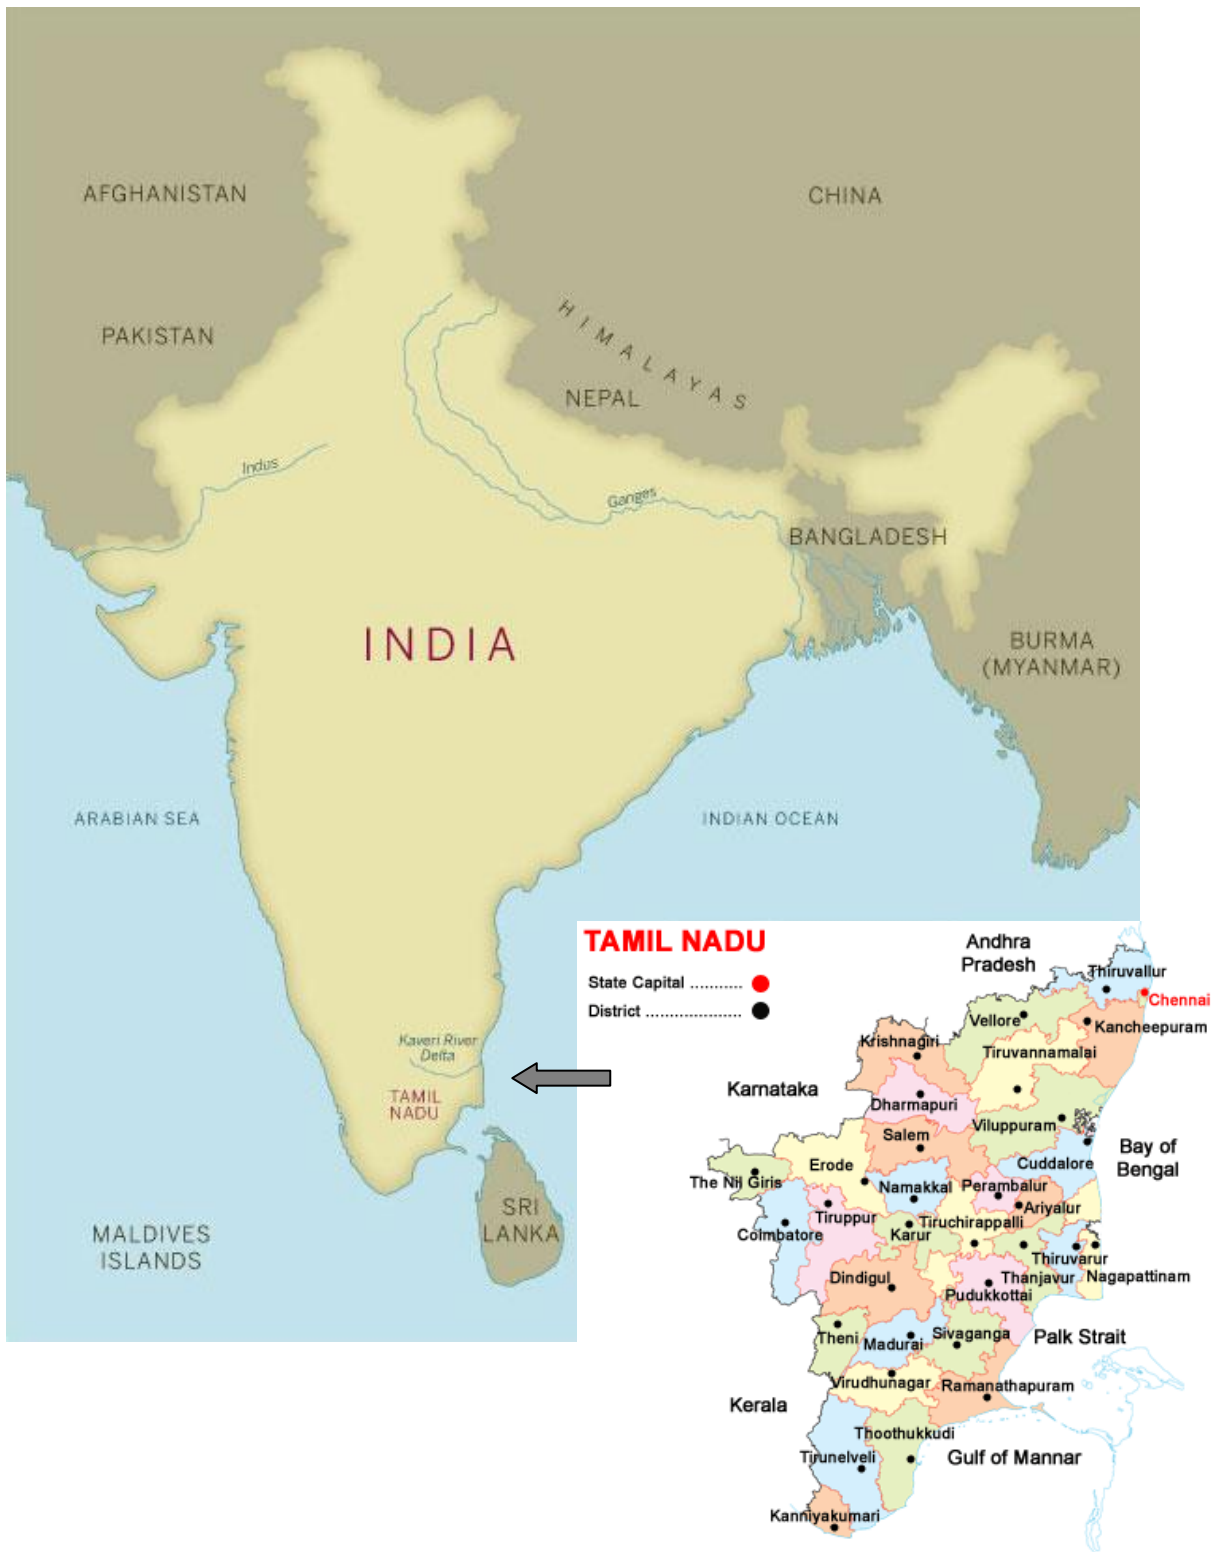 AFGHANISTAN
CHINA
PAKISTAN
HIMALAYAS
NEPAL
Indus
Ganges
BANGLADESH
INDIA
BURMA
(MYANMAR)
ARABIAN SEA
INDIAN OCEAN
Kaveri River
Delta
TAMIL
NADU
SRI
LANKA
MALDIVES
ISLANDS
TAMIL NADU
State Capital ...........
District ....................
Andhra
Pradesh
Thiruvallur
Chennai
Vellore
Kancheepuram
Krishnagiri
Tiruvannamalai
Karnataka
Dharmapuri
Viluppuram
Salem
Bay of
Bengal
Erode
Cuddalore
The Nil Giris
Namakkal
Perambalur
Ariyalur
Tiruppur
Tiruchirappalli
Coimbatore
Karur
Thiruvarur
Dindigul
Thanjavur
Nagapattinam
Pudukkottai
Theni
Madurai
Sivaganga
Palk Strait
Virudhunagar
Ramanathapuram
Kerala
Thoothukkudi
Tirunelveli
Gulf of Mannar
Kanniyakumari